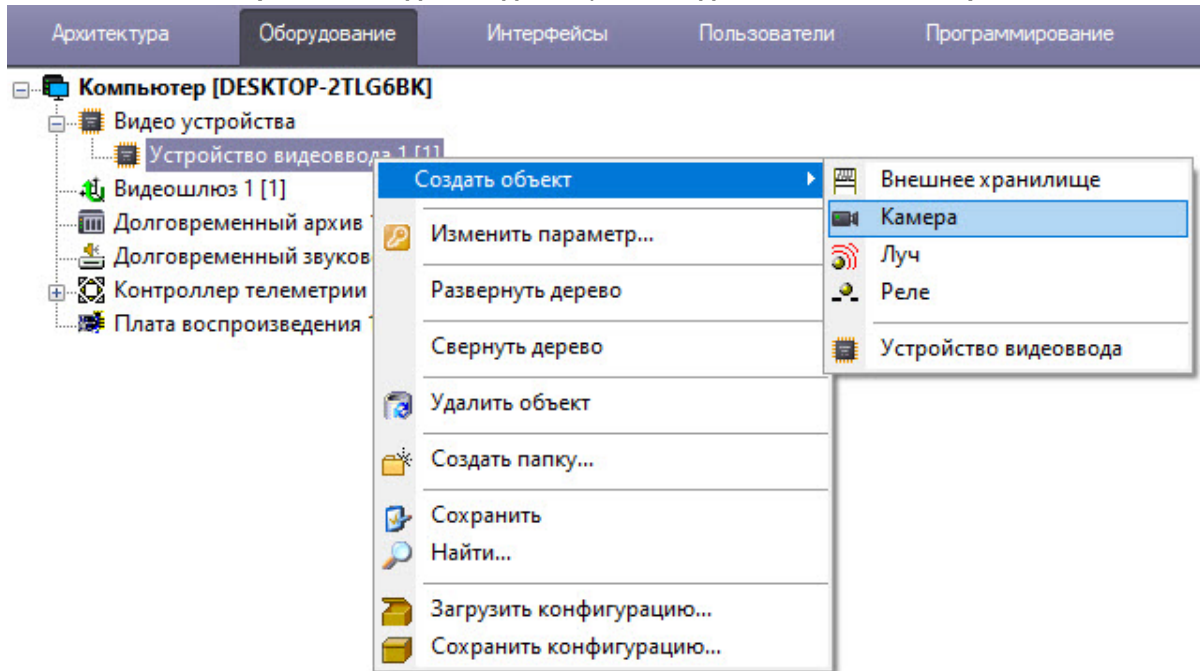 Архитектура Оборудование Интерфейсы Пользователи Программирование
Компьютер [DESKTOP-2TLG6BK]
Видео устройства
Устройство видеоввода 1 [1]
Видеошлюз 1 [1]
Долговременный архив
Долговременный звуков
Контроллер телеметрии
Плата воспроизведения 1
Создать объект
Изменить параметр...
Развернуть дерево
Свернуть дерево
Удалить объект
Создать папку...
Сохранить
Найти...
Загрузить конфигурацию...
Сохранить конфигурацию...
Внешнее хранилище
Камера
Луч
Реле
Устройство видеоввода